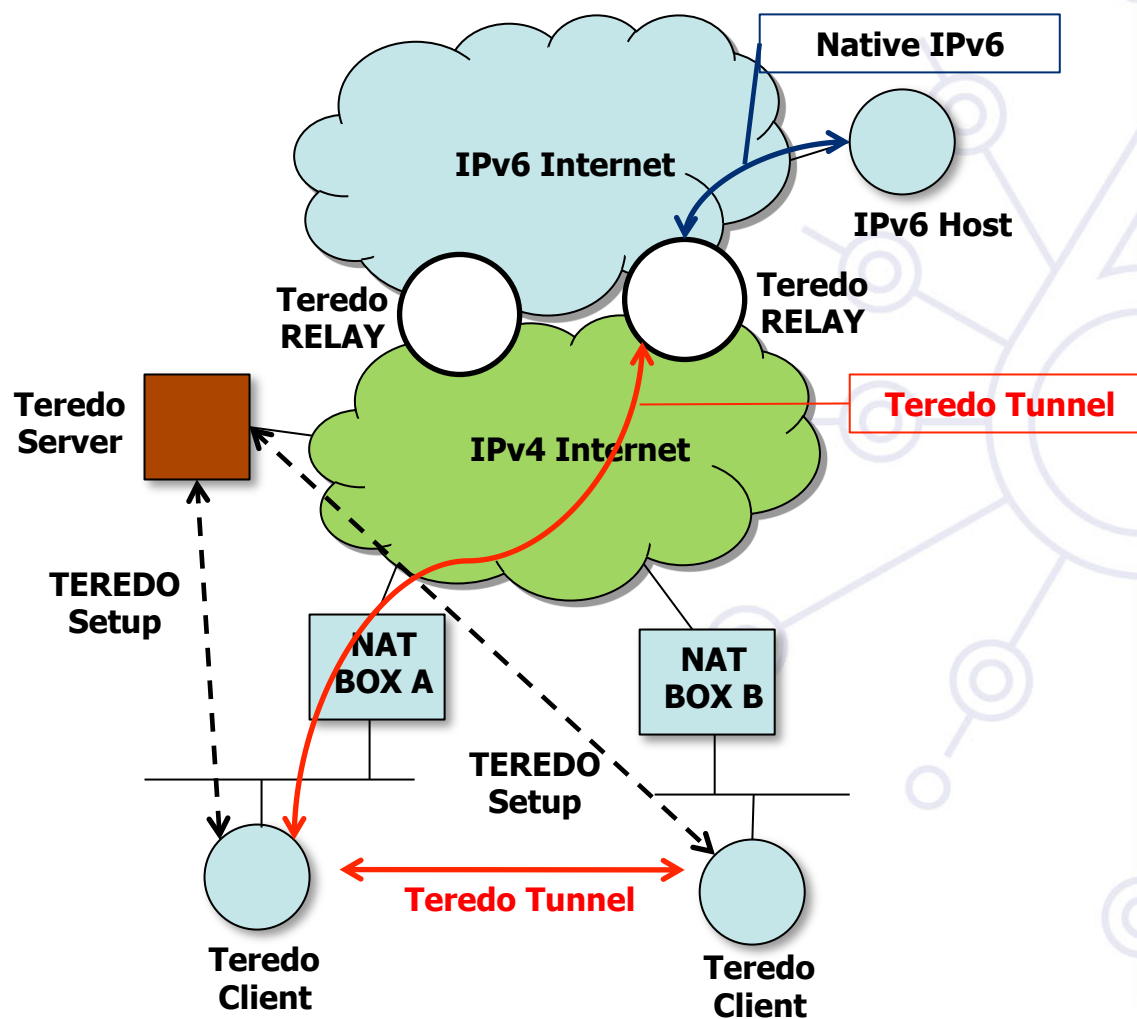 Native IPv6
IPv6 Internet
IPv6 Host
Teredo
RELAY
Teredo
RELAY
Teredo
Server
Teredo Tunnel
IPv4 Internet
TEREDO
Setup
NAT
BOX A
NAT
BOX B
TEREDO
Setup
Teredo Tunnel
Teredo
Client
Teredo
Client